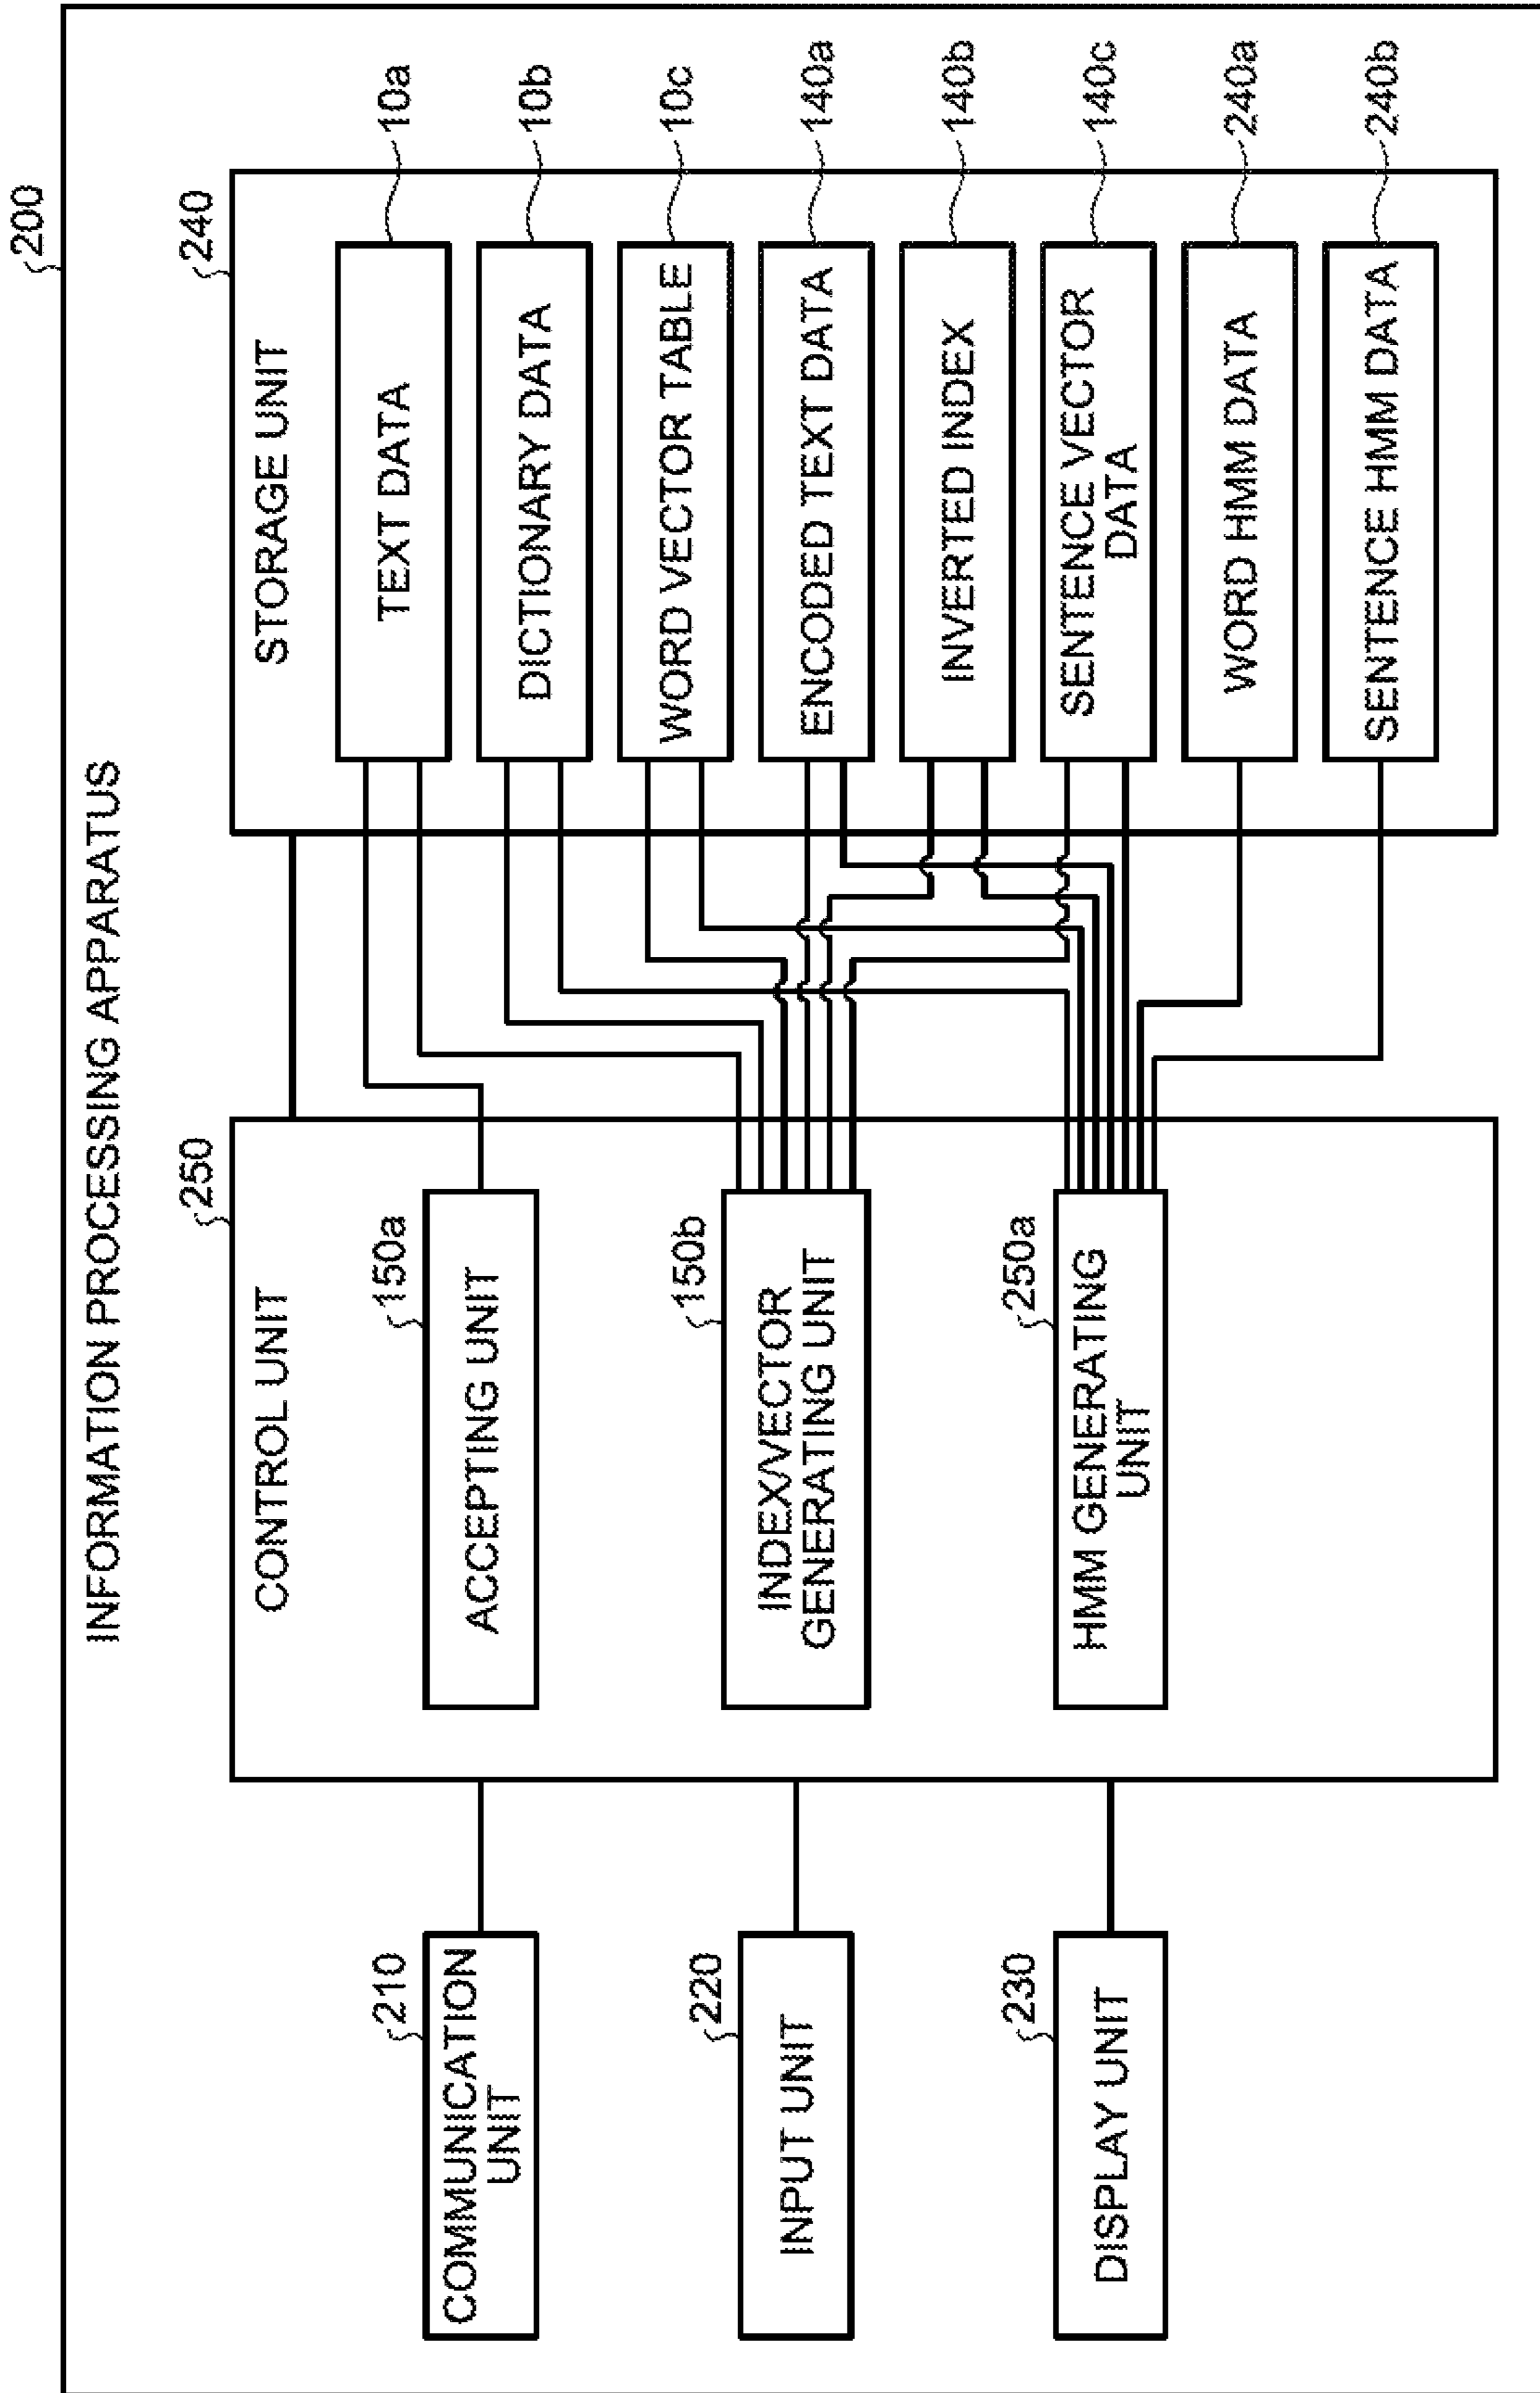 200
INFORMATION PROCESSING APPARATUS
210
COMMUNICATION
UNIT
220
INPUT UNIT
230
DISPLAY UNIT
250
CONTROL UNIT
150a
ACCEPTING UNIT
150b
INDEX/VECTOR
GENERATING UNIT
250a
HMM GENERATING
UNIT
240
STORAGE UNIT
TEXT DATA
10a
DICTIONARY DATA
10b
WORD VECTOR TABLE
10c
ENCODED TEXT DATA
140a
INVERTED INDEX
140b
SENTENCE VECTOR
DATA
140c
WORD HMM DATA
240a
SENTENCE HMM DATA
240b